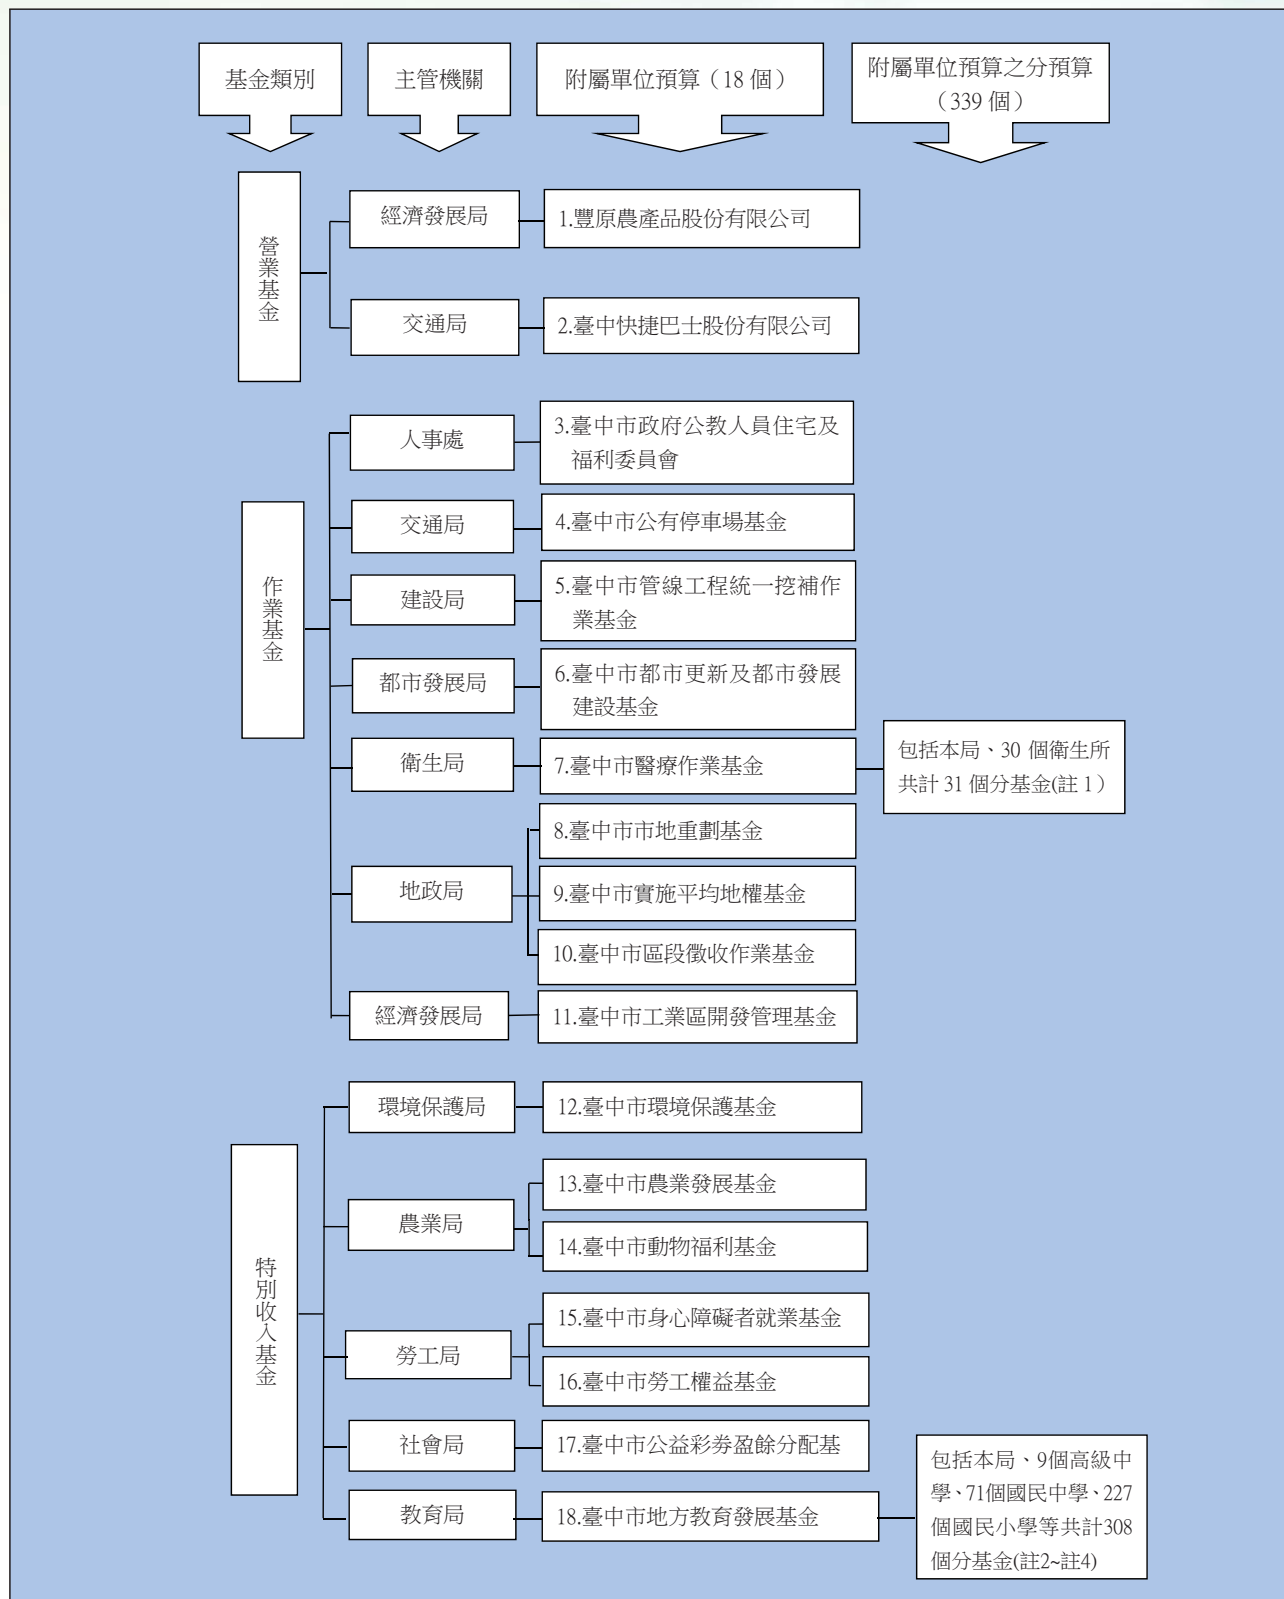 基金類別
主管機關
附屬單位預算（18 個）
附屬單位預算之分預算
（339 個）
營業基金
經濟發展局
1.豐原農產品股份有限公司
交通局
2.臺中快捷巴士股份有限公司
作業基金
人事處
3.臺中市政府公教人員住宅及
福利委員會
交通局
4.臺中市公有停車場基金
建設局
5.臺中市管線工程統一挖補作
業基金
都市發展局
6.臺中市都市更新及都市發展
建設基金
衛生局
7.臺中市醫療作業基金
包括本局、30 個衛生所
共計 31 個分基金(註 1）
地政局
8.臺中市市地重劃基金
9.臺中市實施平均地權基金
10.臺中市區段徵收作業基金
經濟發展局
11.臺中市工業區開發管理基金
特別收入基金
環境保護局
12.臺中市環境保護基金
農業局
13.臺中市農業發展基金
14.臺中市動物福利基金
勞工局
15.臺中市身心障礙者就業基金
16.臺中市勞工權益基金
社會局
17.臺中市公益彩券盈餘分配基
教育局
18.臺中市地方教育發展基金
包括本局、9個高級中
學、71個國民中學、227
個國民小學等共計308
個分基金(註2~註4)